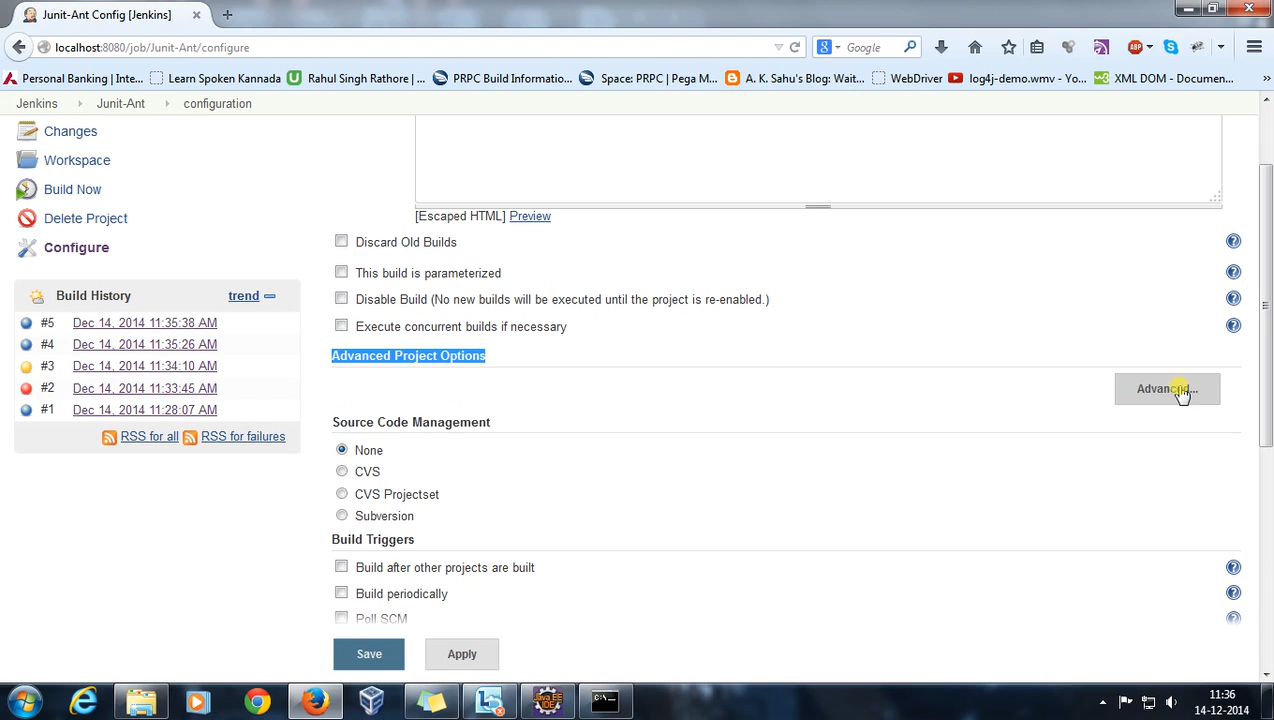 Junit-Ant Config [Jenkins]
localhost:8080/job/Junit-Ant/configure
Google
Personal Banking | Inte...
Learn Spoken Kannada
Rahul Singh Rathore /...
PRPC Build Informatio...
Space: PRPC | Pega M...
A. K. Sahu's Blog: Wait...
WebDriver
log4j-demo.wmv - Yo...
XML DOM - Documen...
Jenkins
Junit-Ant
configuration
Changes
Workspace
Build Now
Delete Project
Configure
Build History
trend
#5 Dec 14, 2014 11:35:38 AM
#4 Dec 14, 2014 11:35:26 AM
#3 Dec 14, 2014 11:34:10 AM
#2 Dec 14, 2014 11:33:45 AM
#1 Dec 14, 2014 11:28:07 AM
RSS for all
RSS for failures
[Escaped HTML] Preview
Discard Old Builds
This build is parameterized
Disable Build (No new builds will be executed until the project is re-enabled.)
Execute concurrent builds if necessary
Advanced Project Options
Advanced...
Source Code Management
None
CVS
CVS Projectset
Subversion
Build Triggers
Build after other projects are built
Build periodically
Poll SCM
Save
Apply
Java EE
IDE
11:36
14-12-2014